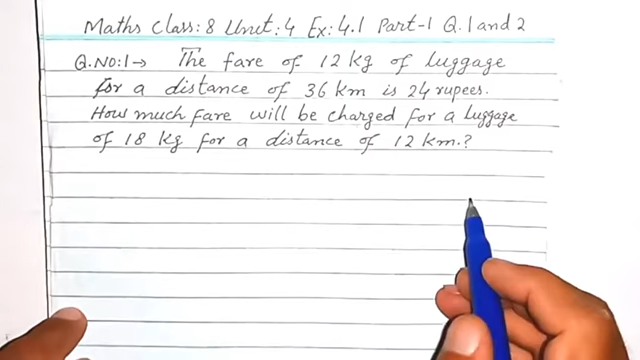 Maths Class:8 Unit:4 Ex:4.1 Part-1 Q.1 and 2
Q.NO:1→ The fare of 12 kg of luggage
for a distance of 36 km is 24 rupees.
How much fare will be charged for a luggage
of 18 kg for a distance of 12 km.?